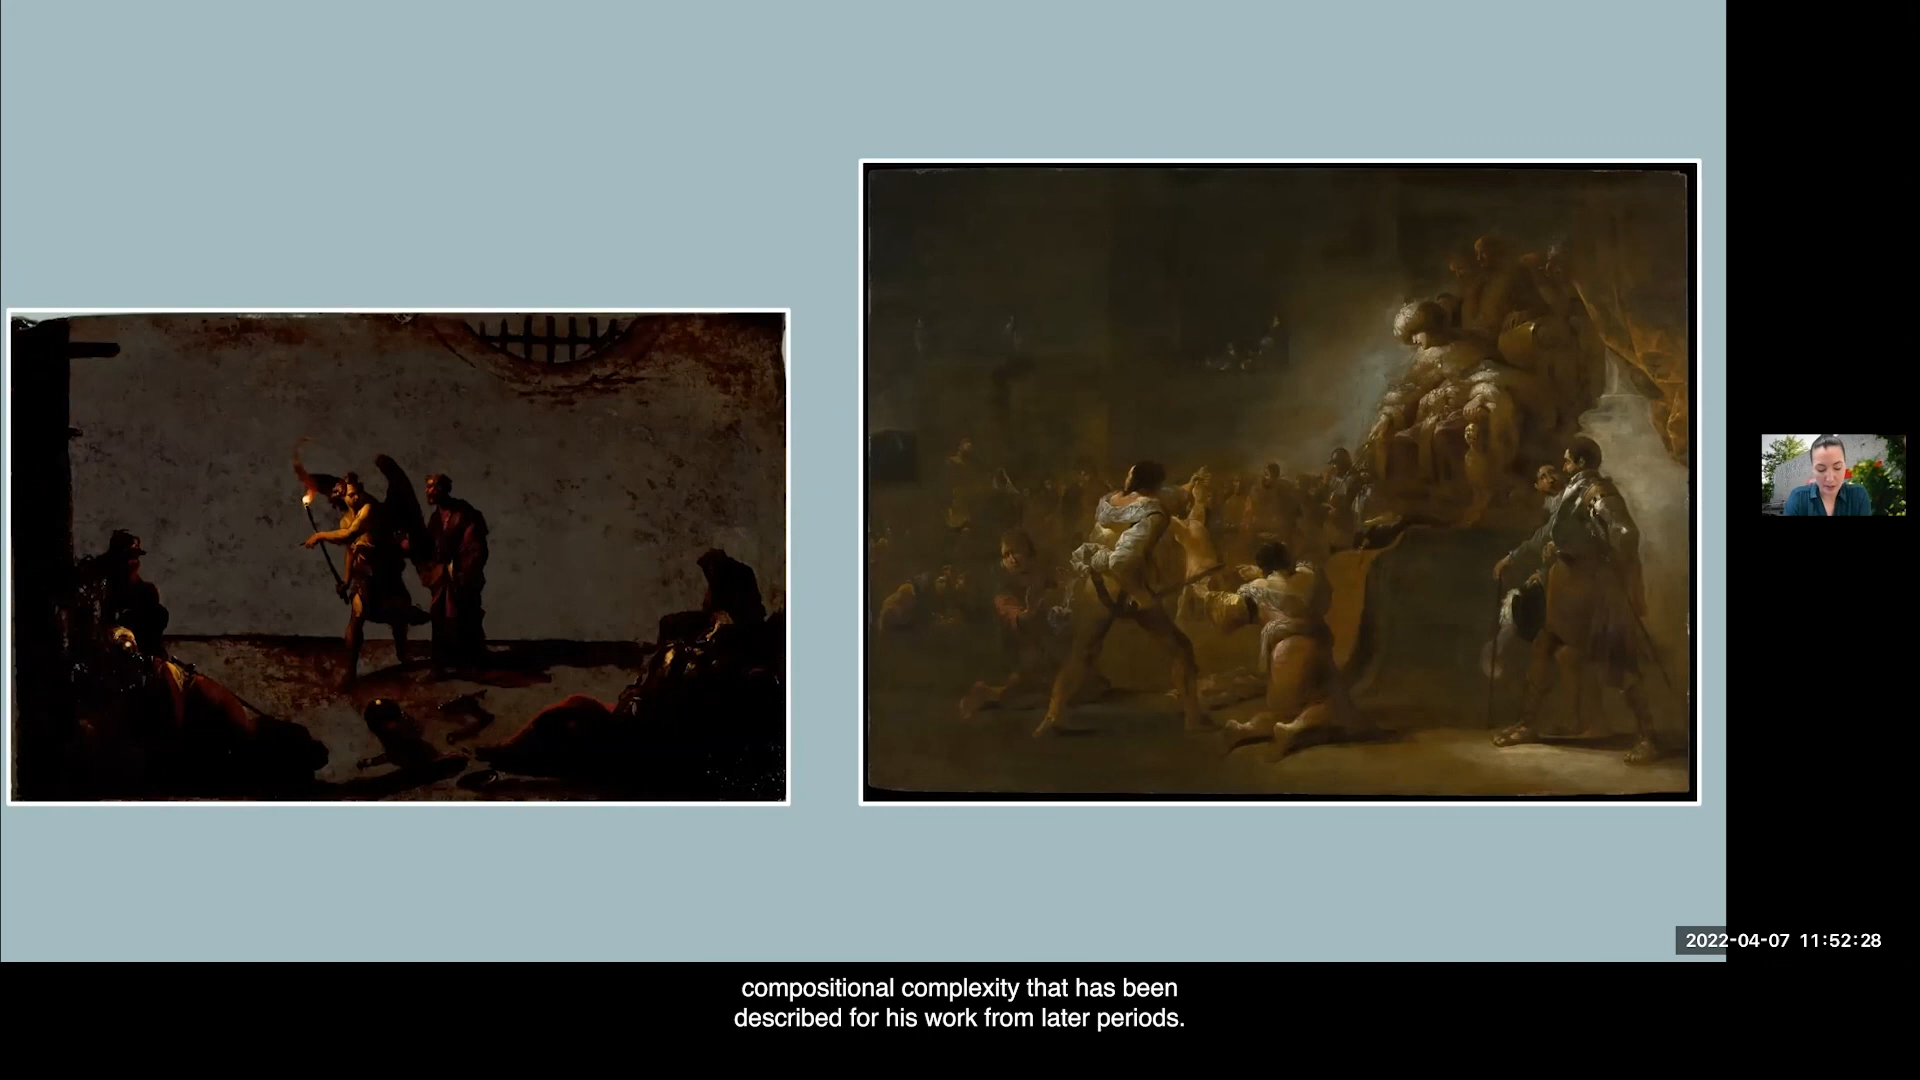 2022-04-07 11:52:28
compositional complexity that has been
described for his work from later periods.